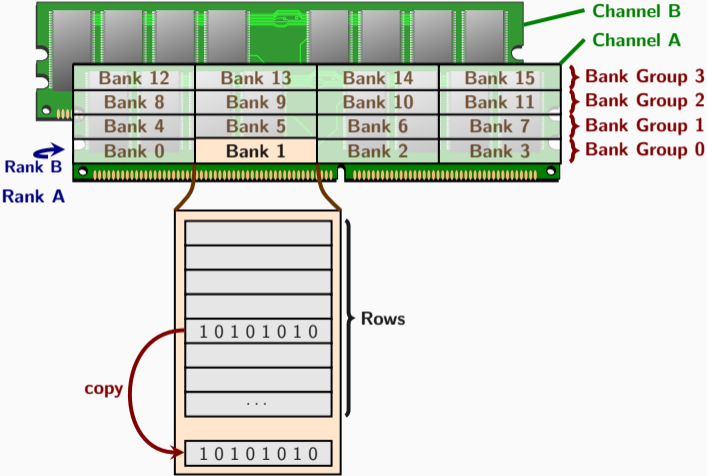 Channel B
Channel A
Bank 12 Bank 13 Bank 14 Bank 15 Bank Group 3
Bank 8 Bank 9 Bank 10 Bank 11 Bank Group 2
Bank 4 Bank 5 Bank 6 Bank 7 Bank Group 1
Bank 0 Bank 1 Bank 2 Bank 3 Bank Group 0
Rank B
Rank A
Rows
1 0 1 0 1 0 1 0
copy
...
1 0 1 0 1 0 1 0